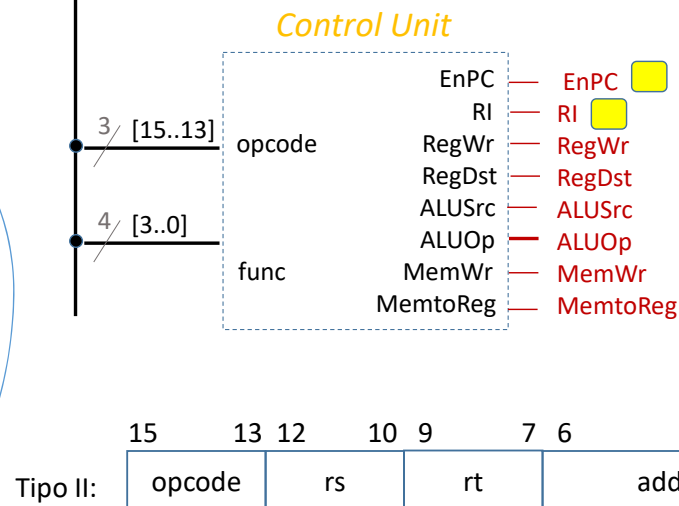 Control Unit
EnPC EnPC
RI RI
3 [15..13] opcode RegWr RegWr
RegDst RegDst
ALUSrc ALUSrc
4 [3..0] ALUOp ALUOp
func MemWr MemWr
MemtoReg MemtoReg
15 13 12 10 9 7 6
Tipo II: opcode rs rt add